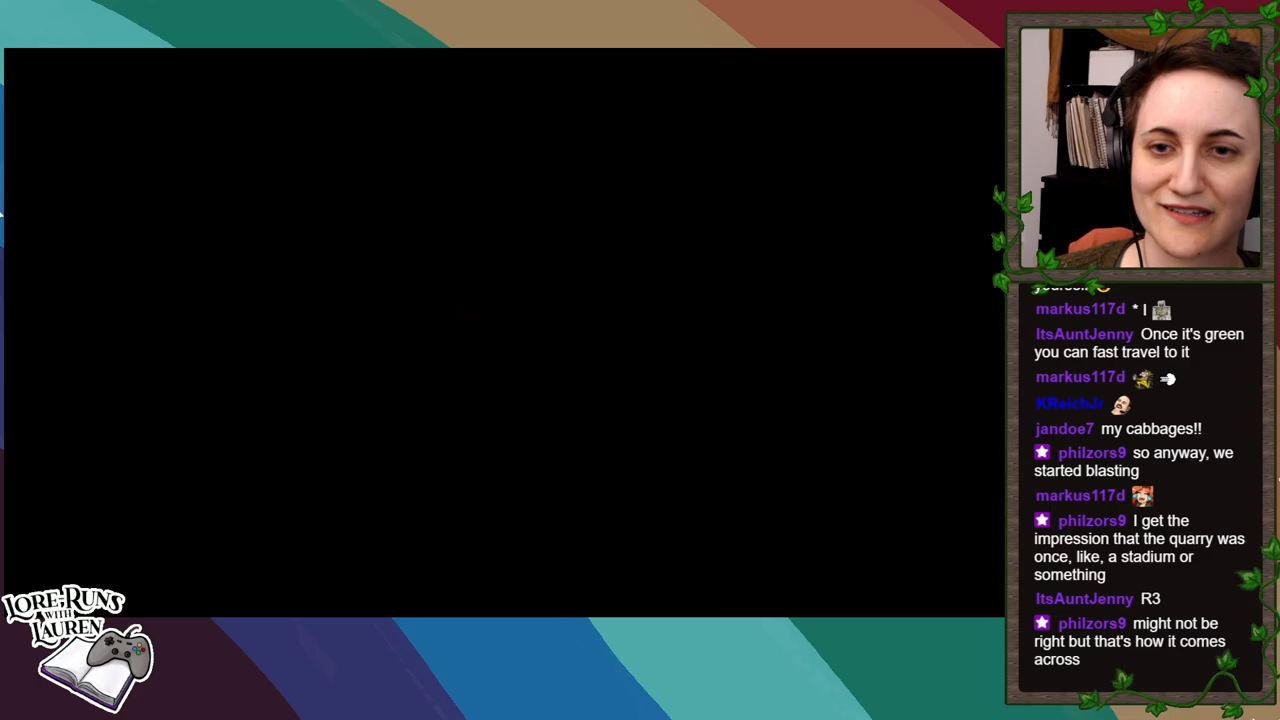 markus117d * I
ItsAuntJenny Once it's green
you can fast travel to it
markus117d
KReichJr
jandoe7 my cabbages!!
philzors9 so anyway, we
started blasting
markus117d
philzors9 I get the
impression that the quarry was
once, like, a stadium or
something
ItsAuntJenny R3
philzors9 might not be
right but that's how it comes
across
LORE-RUNS
WITH
LAUREN